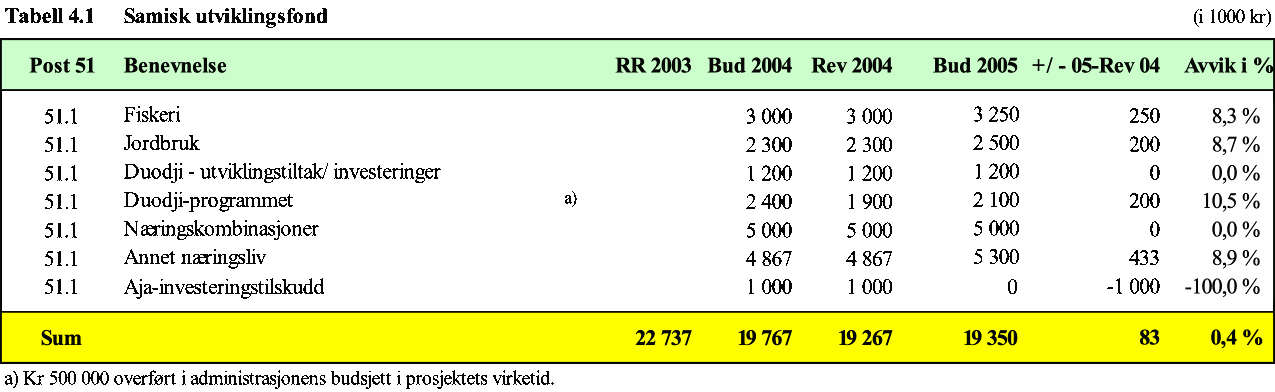 Tabell 4.1 Samisk utviklingsfond (i 1000 kr)
Post 51 Benevnelse RR 2003 Bud 2004 Rev 2004 Bud 2005 +/ - 05-Rev 04 Avvik i %
51.1 Fiskeri 3 000 3 000 3 250 250 8,3 %
51.1 Jordbruk 2 300 2 300 2 500 200 8,7 %
51.1 Duodji - utviklingstiltak/ investeringer 1 200 1 200 1 200 0 0,0 %
51.1 Duodji-programmet a) 2 400 1 900 2 100 200 10,5 %
51.1 Næringskombinasjoner 5 000 5 000 5 000 0 0,0 %
51.1 Annet næringsliv 4 867 4 867 5 300 433 8,9 %
51.1 Aja-investeringstilskudd 1 000 1 000 0 -1 000 -100,0 %
Sum 22 737 19 767 19 267 19 350 83 0,4 %
a) Kr 500 000 overført i administrasjonens budsjett i prosjektets virketid.